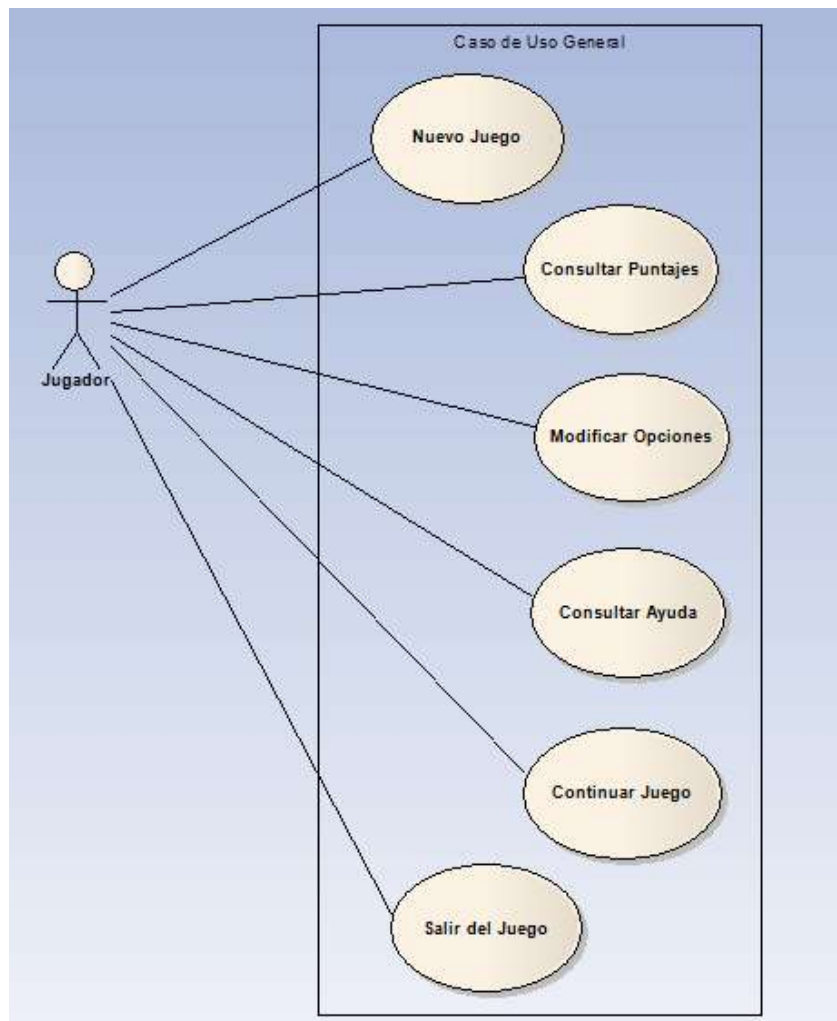 Caso de Uso General
Nuevo Juego
Consultar Puntajes
Jugador
Modificar Opciones
Consultar Ayuda
Continuar Juego
Salir del Juego